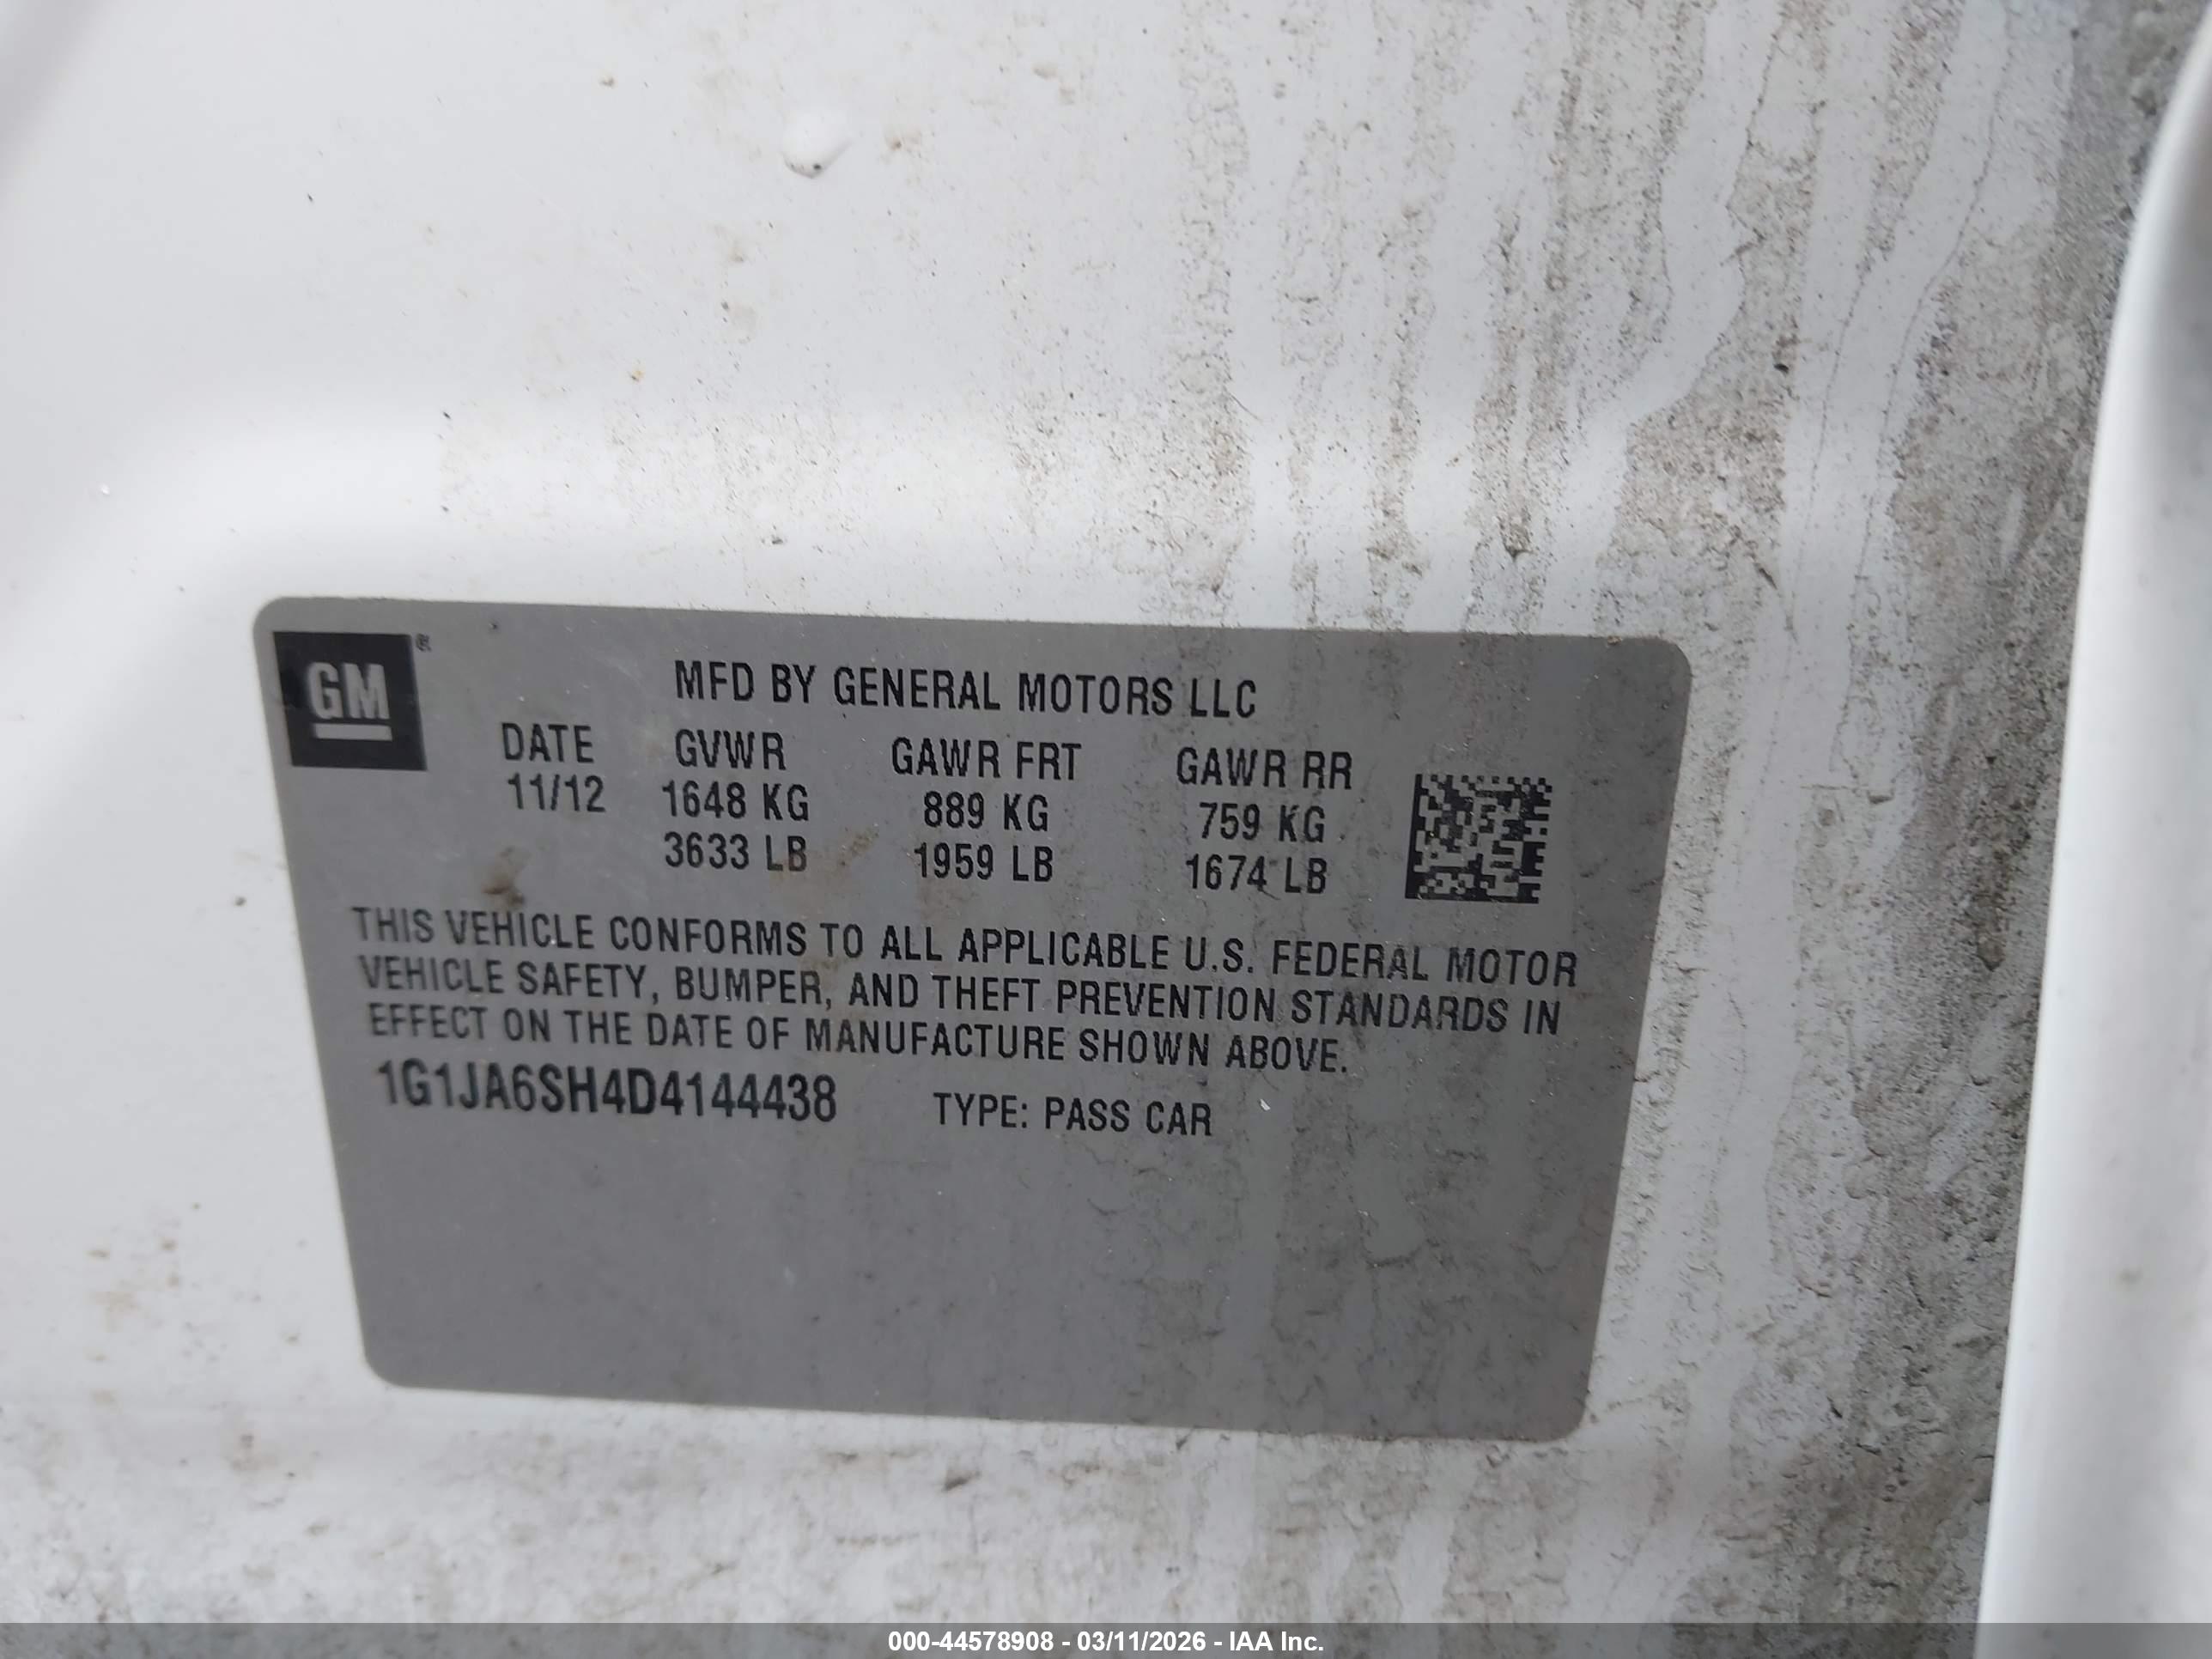 GM
MFD BY GENERAL MOTORS LLC
DATE GVWR GAWR FRT GAWR RR
11/12 1648 KG 889 KG 759 KG
3633 LB 1959 LB 1674 LB
THIS VEHICLE CONFORMS TO ALL APPLICABLE U.S. FEDERAL MOTOR
VEHICLE SAFETY, BUMPER, AND THEFT PREVENTION STANDARDS IN
EFFECT ON THE DATE OF MANUFACTURE SHOWN ABOVE.
1G1JA6SH4D4144438 TYPE: PASS CAR
000-44578908 - 03/11/2026 - IAA Inc.